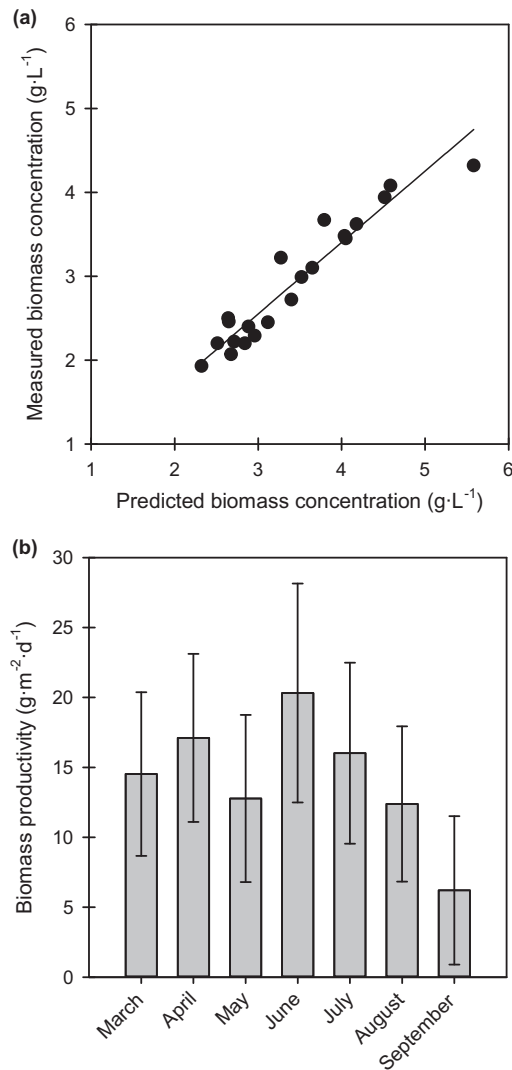 (a)
6
5
4
3
2
1
Measured biomass concentration (g·L⁻¹)
1 2 3 4 5 6
Predicted biomass concentration (g·L⁻¹)
(b)
30
25
20
15
10
5
0
Biomass productivity (g·m⁻²·d⁻¹)
March April May June July August September